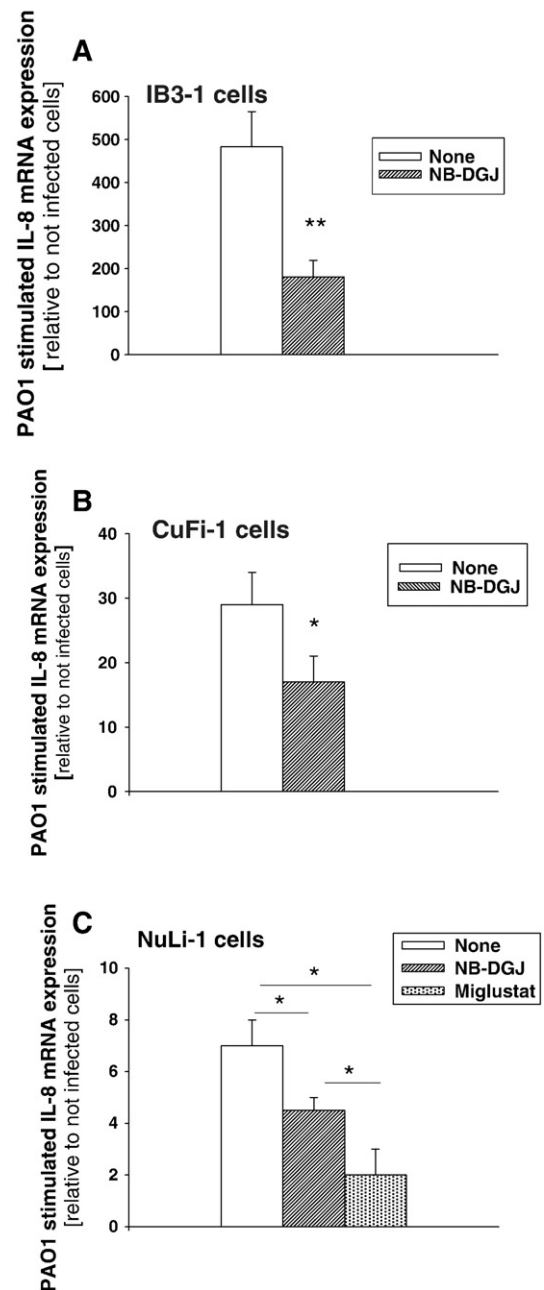 A
IB3-1 cells
PAO1 stimulated IL-8 mRNA expression
[ relative to not infected cells]
600
500
400
300
200
100
0
None
NB-DGJ
**
B
CuFi-1 cells
PAO1 stimulated IL-8 mRNA expression
[relative to not infected cells]
40
30
20
10
0
None
NB-DGJ
*
C
NuLi-1 cells
PAO1 stimulated IL-8 mRNA expression
[relative to not infected cells]
10
8
6
4
2
0
None
NB-DGJ
Miglustat
*
*
*